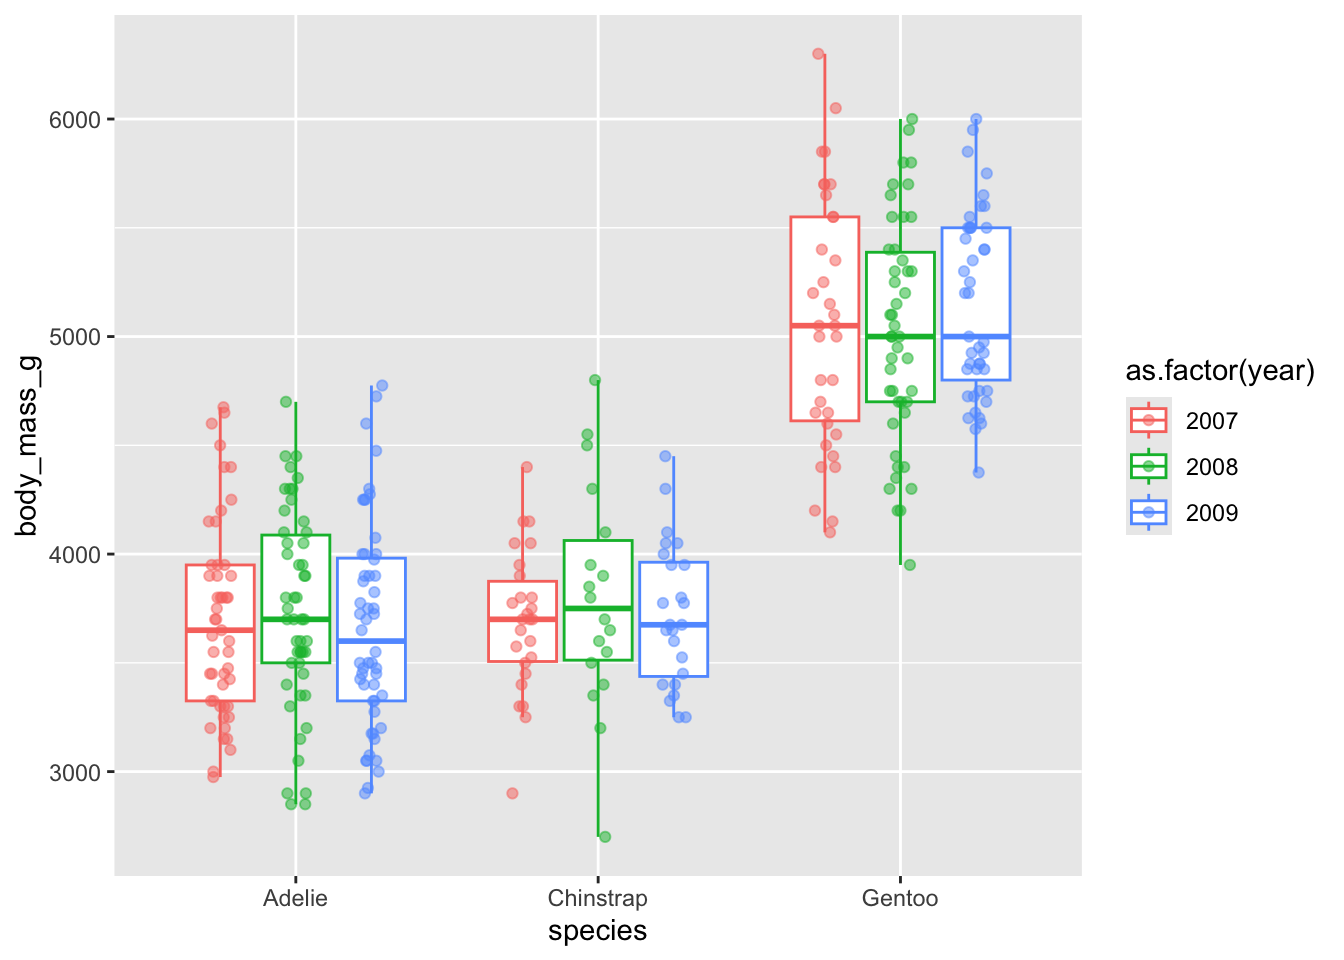 6000
5000
4000
3000
body_mass_g
Adelie
Chinstrap
Gentoo
species
as.factor(year)
2007
2008
2009